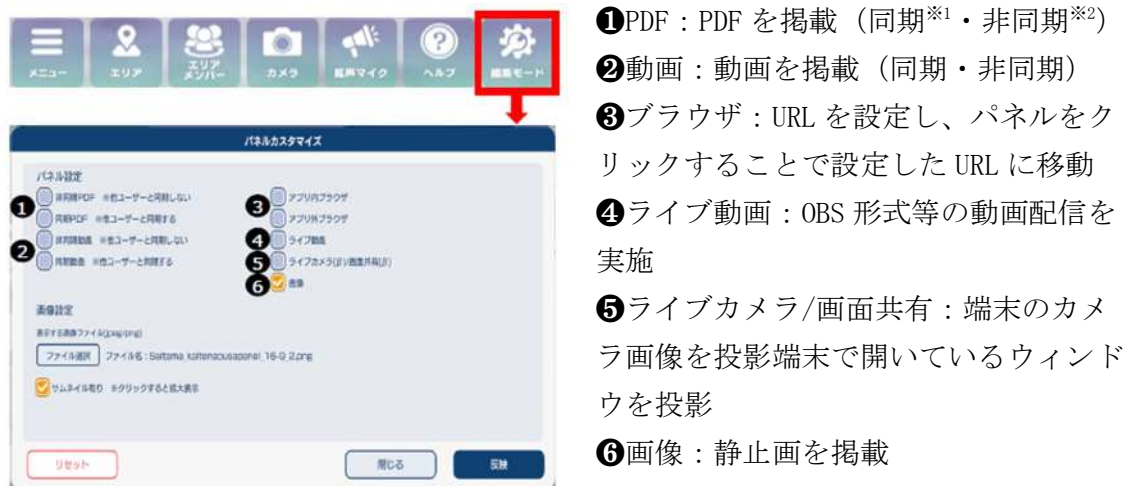 メニュー
エリア
エリア
メンバー
カメラ
拡声マイク
ヘルプ
編集モード
パネルカスタマイズ
パネル設定
❶
非同期PDF ※他ユーザーと同期しない
同期PDF ※他ユーザーと同期する
❷
非同期動画 ※他ユーザーと同期しない
同期動画 ※他ユーザーと同期する
❸
アプリ内ブラウザ
アプリ外ブラウザ
❹ ライブ動画
❺ ライブカメラ(β)/画面共有(β)
❻ 画像
画像設定
表示する画像ファイル(jpeg/png)
ファイル選択 ファイル名:
サムネイル有り ※クリックすると拡大表示
リセット 閉じる 反映
❶PDF:PDF を掲載(同期※1・非同期※2)
❷動画:動画を掲載(同期・非同期)
❸ブラウザ:URL を設定し、パネルをク
リックすることで設定した URL に移動
❹ライブ動画:OBS 形式等の動画配信を
実施
❺ライブカメラ/画面共有:端末のカメ
ラ画像を投影端末で開いているウィンド
ウを投影
❻画像:静止画を掲載